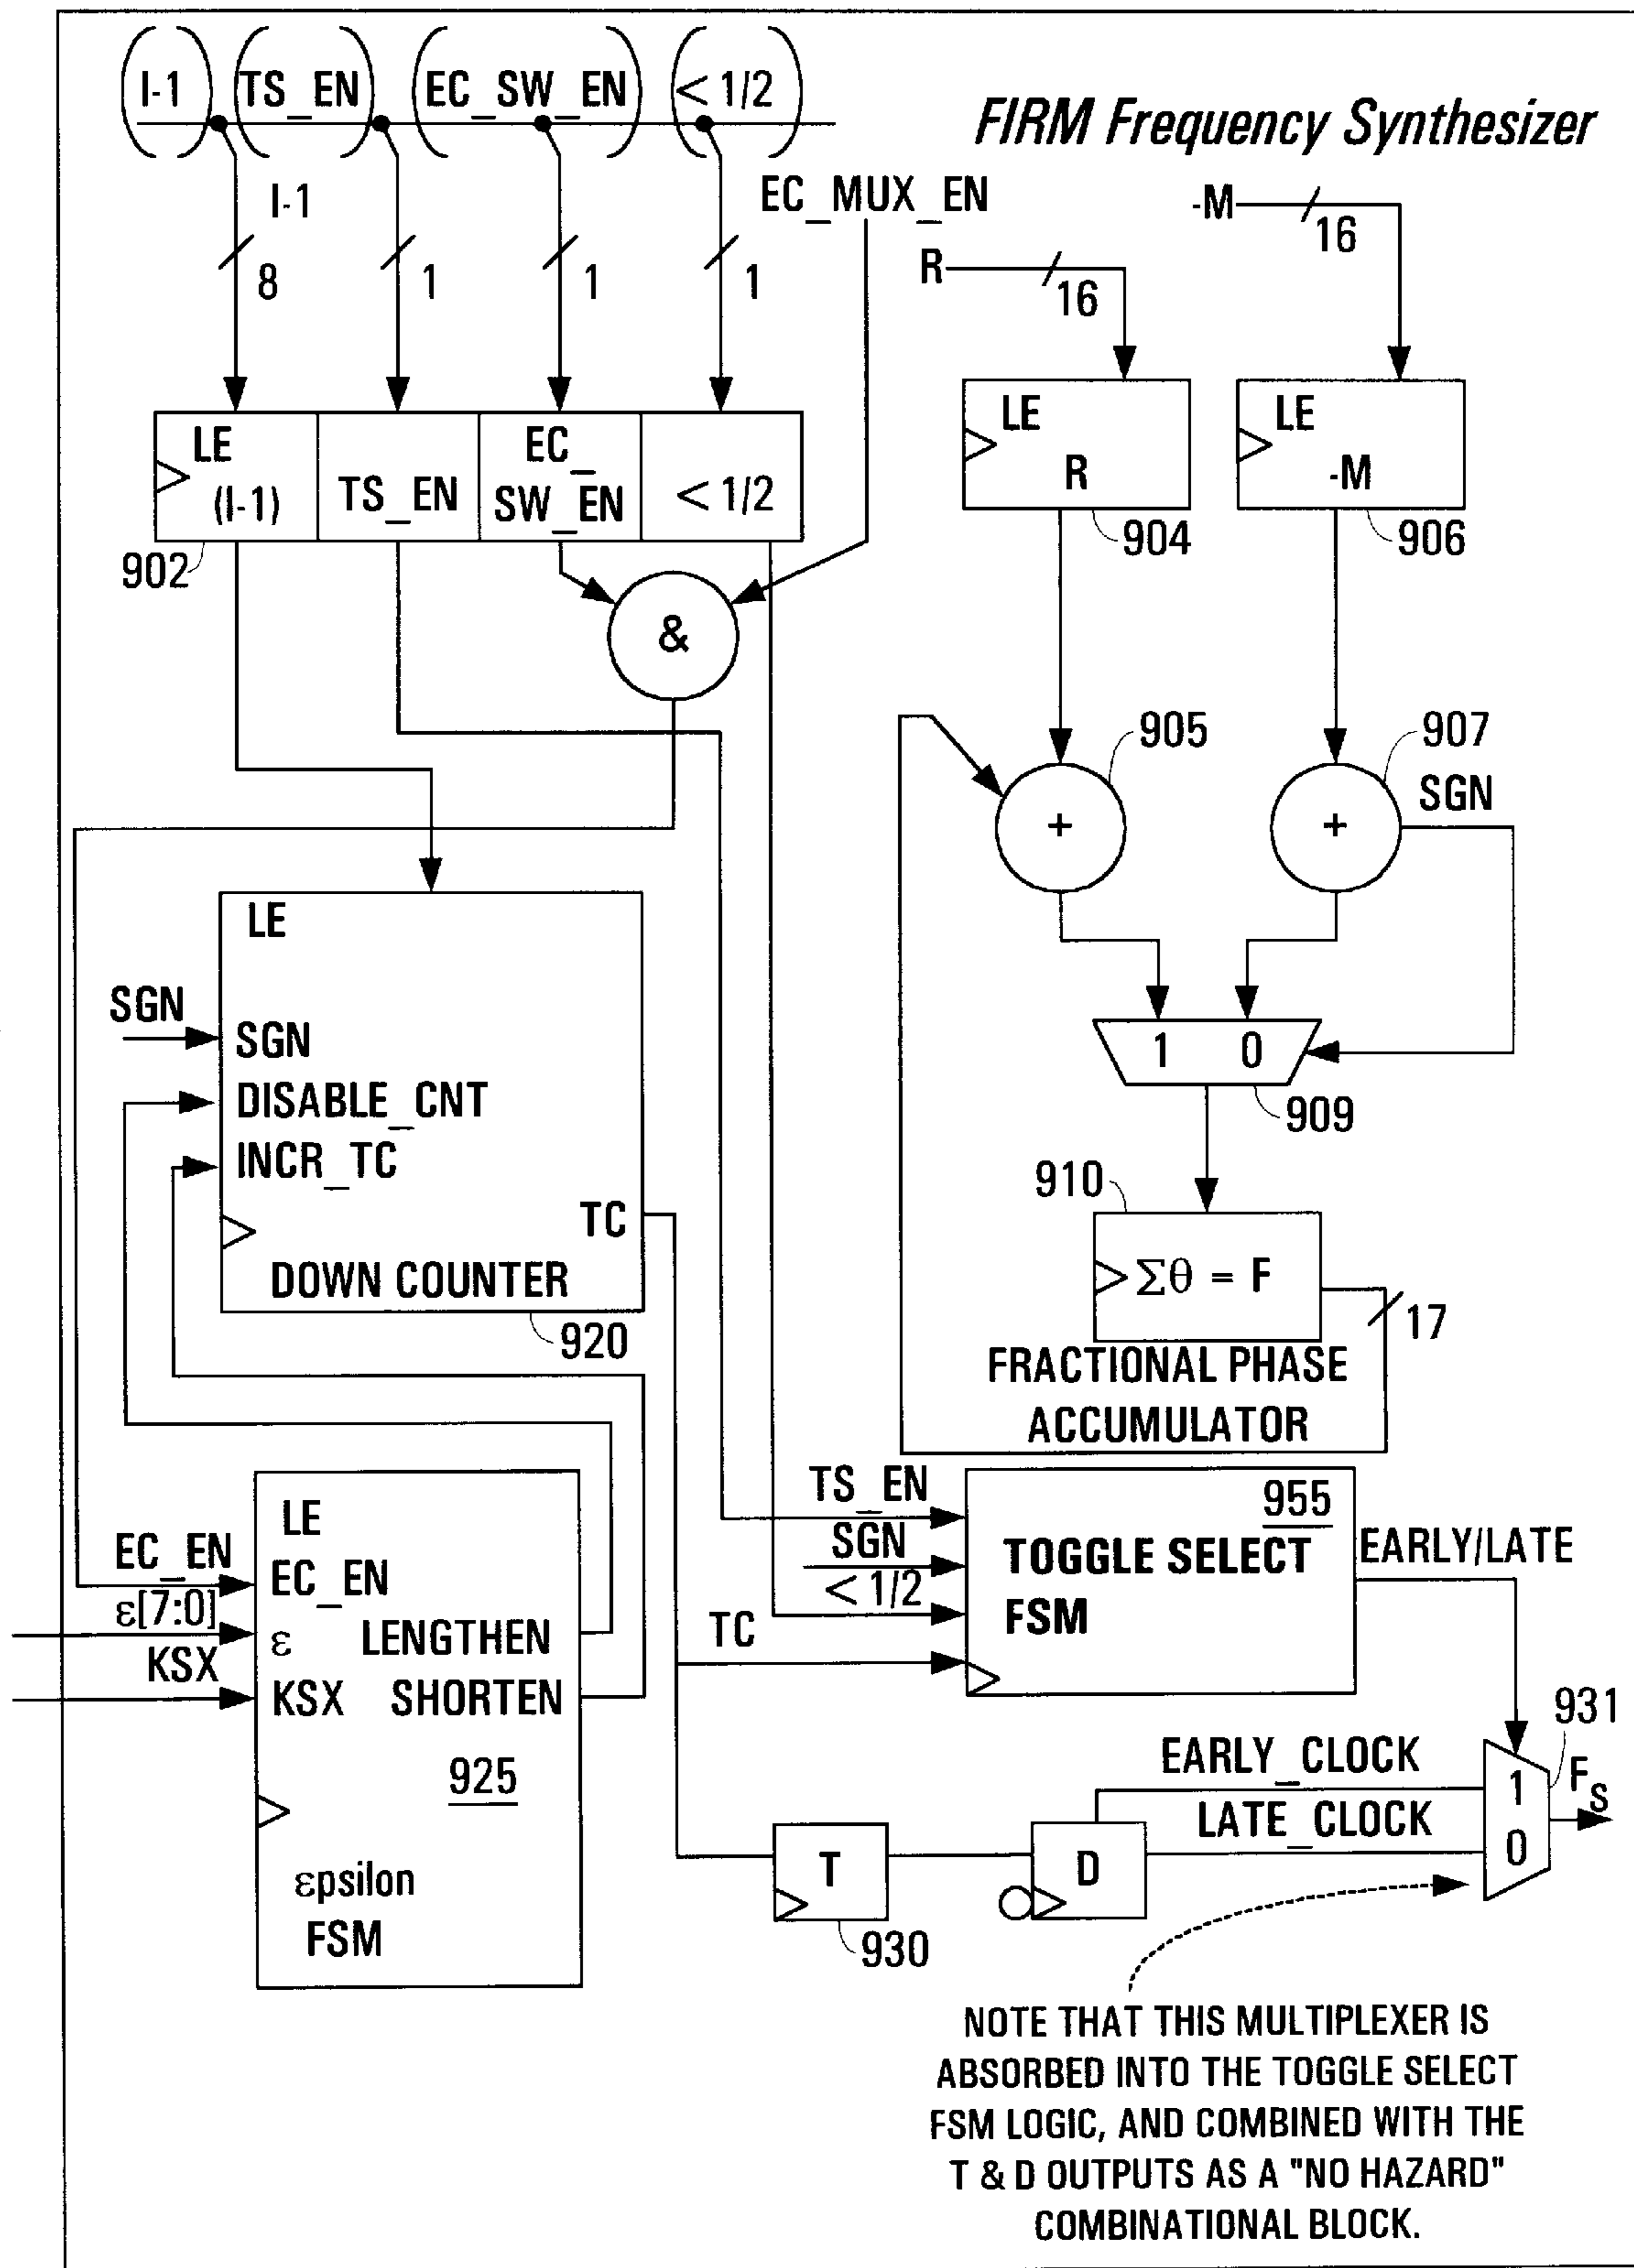 (I-1) (TS_EN) (EC_SW_EN) (< 1/2)
FIRM Frequency Synthesizer
I-1
EC_MUX_EN
-M
16
R
16
8
1
1
1
LE
(I-1)
TS_EN
EC_
SW_EN
< 1/2
902
LE
R
904
LE
-M
906
&
905
907
SGN
+
+
LE
SGN
SGN
DISABLE_CNT
INCR_TC
TC
DOWN COUNTER
920
1 0
909
910
Σθ = F
17
FRACTIONAL PHASE
ACCUMULATOR
LE
EC_EN
EC_EN
ε[7:0]
ε
LENGTHEN
KSX
KSX
SHORTEN
925
εpsilon
FSM
TS_EN
SGN
< 1/2
TC
955
TOGGLE SELECT
FSM
EARLY/LATE
931
EARLY_CLOCK
LATE_CLOCK
1
0
FS
T
930
D
NOTE THAT THIS MULTIPLEXER IS
ABSORBED INTO THE TOGGLE SELECT
FSM LOGIC, AND COMBINED WITH THE
T & D OUTPUTS AS A "NO HAZARD"
COMBINATIONAL BLOCK.